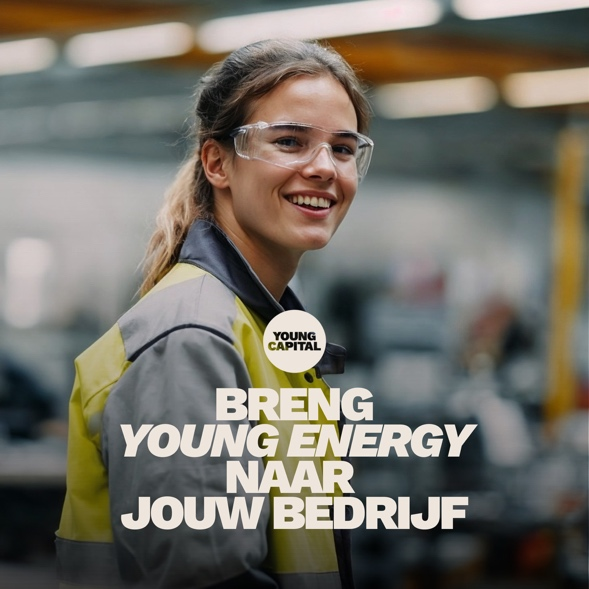 YOUNG
CAPITAL
BRENG
YOUNG ENERGY
NAAR
JOUW BEDRIJF